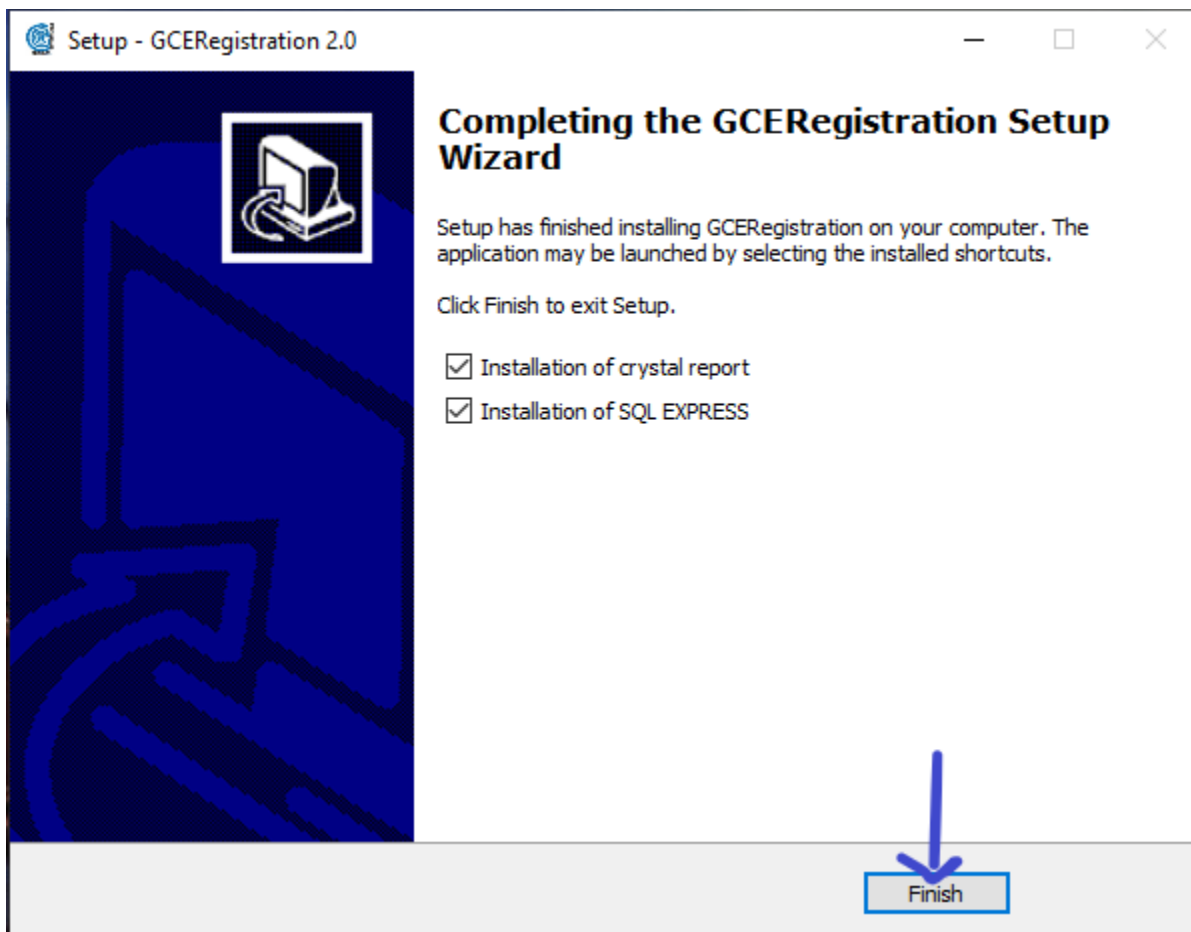 Setup - GCERegistration 2.0
Completing the GCERegistration Setup
Wizard
Setup has finished installing GCERegistration on your computer. The
application may be launched by selecting the installed shortcuts.
Click Finish to exit Setup.
Installation of crystal report
Installation of SQL EXPRESS
Finish